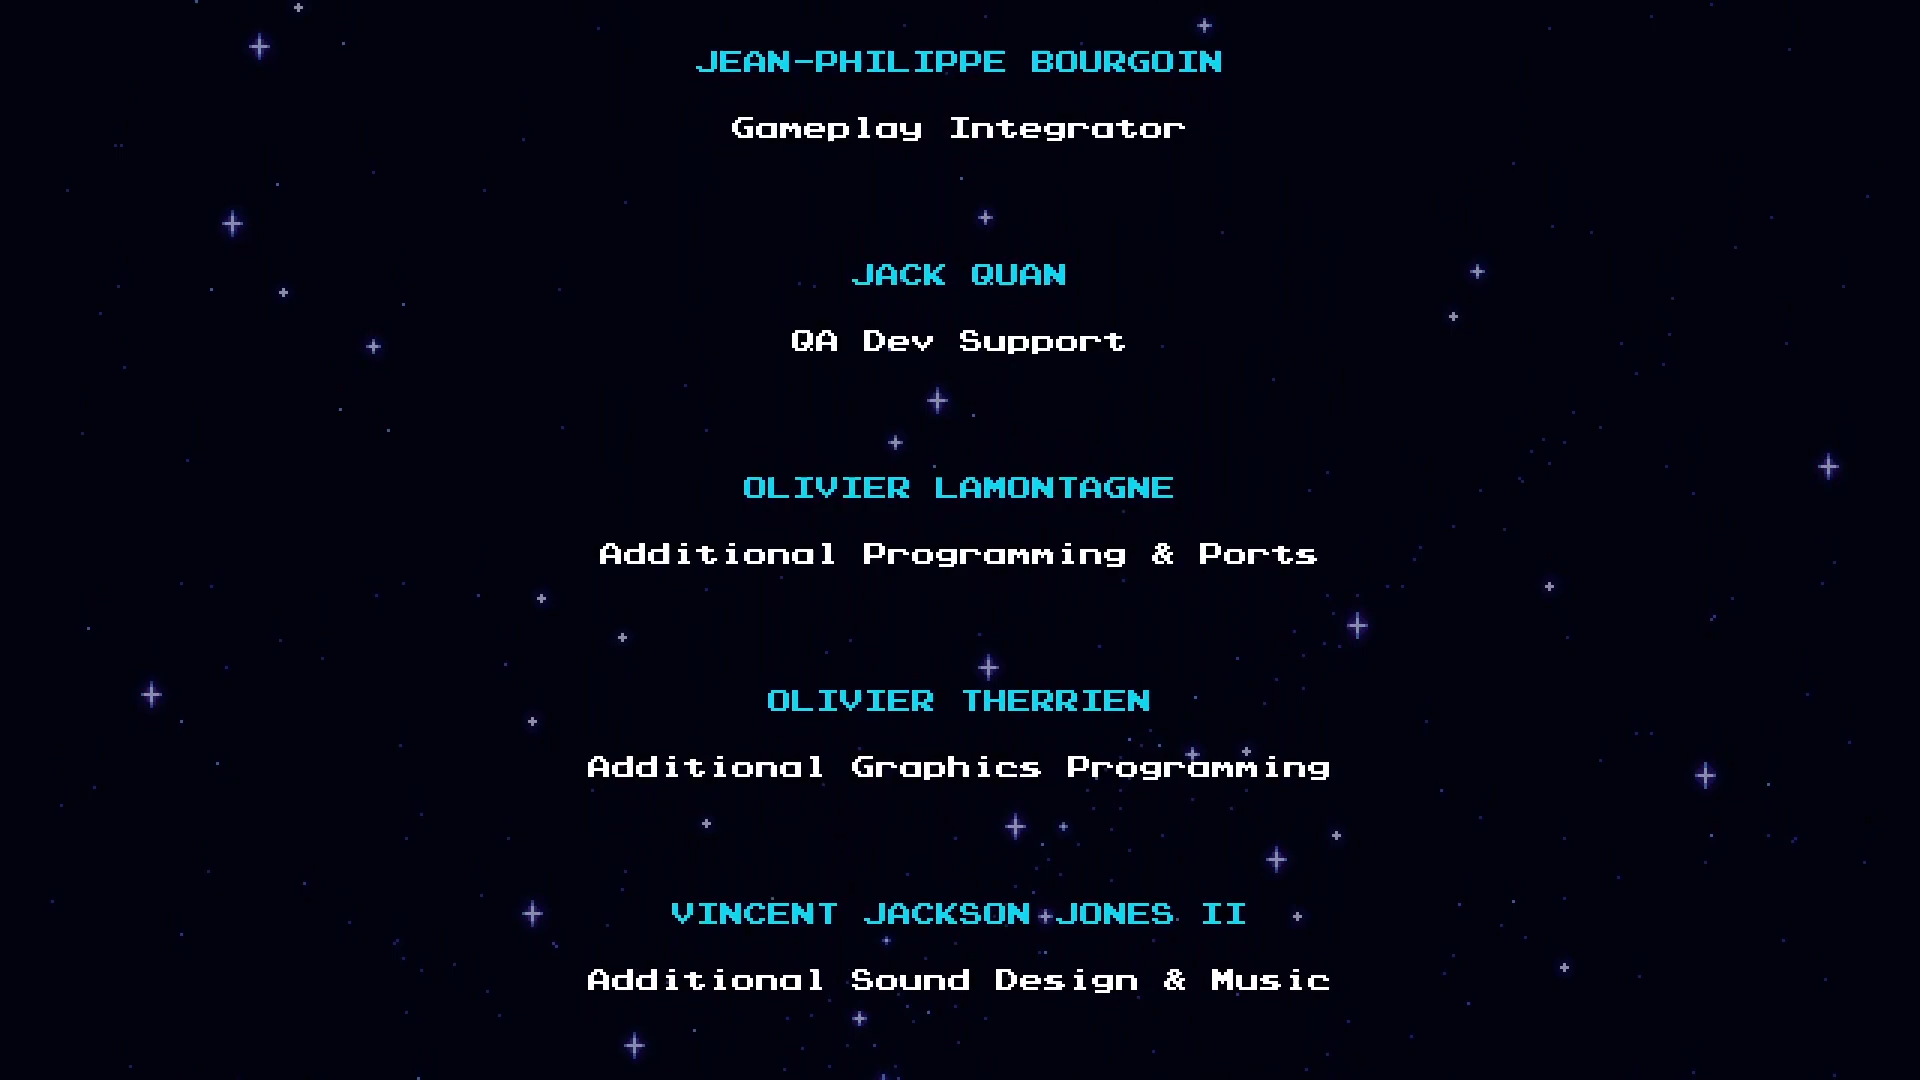 JEAN-PHILIPPE BOURGOIN
Gameplay Integrator
JACK QUAN
QA Dev Support
OLIVIER LAMONTAGNE
Additional Programming & Ports
OLIVIER THERRIEN
Additional Graphics Programming
VINCENT JACKSON JONES II
Additional Sound Design & Music